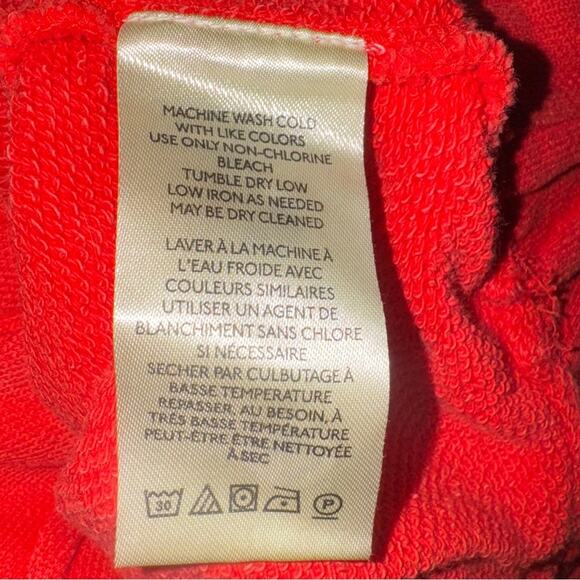 MACHINE WASH COLD
WITH LIKE COLORS
USE ONLY NON-CHLORINE
BLEACH
TUMBLE DRY LOW
LOW IRON AS NEEDED
MAY BE DRY CLEANED
LAVER À LA MACHINE À
L'EAU FROIDE AVEC
COULEURS SIMILAIRES
UTILISER UN AGENT DE
BLANCHIMENT SANS CHLORE
SI NÉCESSAIRE
SECHER PAR CULBUTAGE À
BASSE TEMPERATURE
REPASSER, AU BESOIN, À
TRÈS BASSE TEMPÉRATURE
PEUT-ÊTRE ÊTRE NETTOYÉE
À SEC
30 P